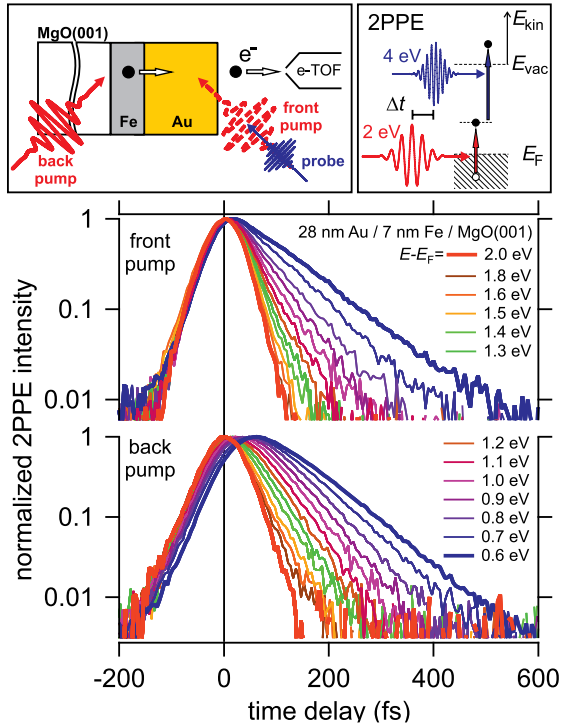 MgO(001)
e-
e-TOF
Fe
Au
back
pump
front
pump
probe
2PPE
Ekin
4 eV
Evac
Δt
2 eV
EF
normalized 2PPE intensity
front
pump
28 nm Au / 7 nm Fe / MgO(001)
E-EF= 2.0 eV
1.8 eV
1.6 eV
1.5 eV
1.4 eV
1.3 eV
1
0.1
0.01
back
pump
1.2 eV
1.1 eV
1.0 eV
0.9 eV
0.8 eV
0.7 eV
0.6 eV
1
0.1
0.01
-200 0 200 400 600
time delay (fs)